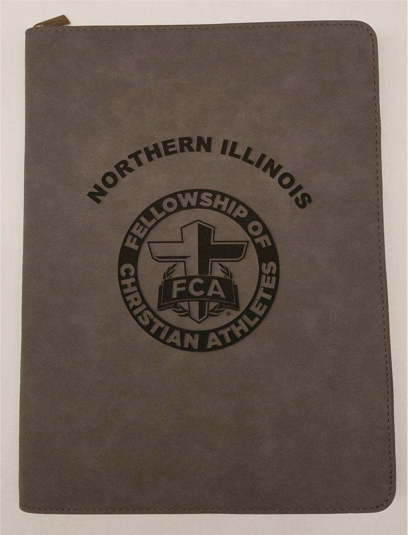 NORTHERN ILLINOIS
FELLOWSHIP OF
FCA
CHRISTIAN ATHLETES